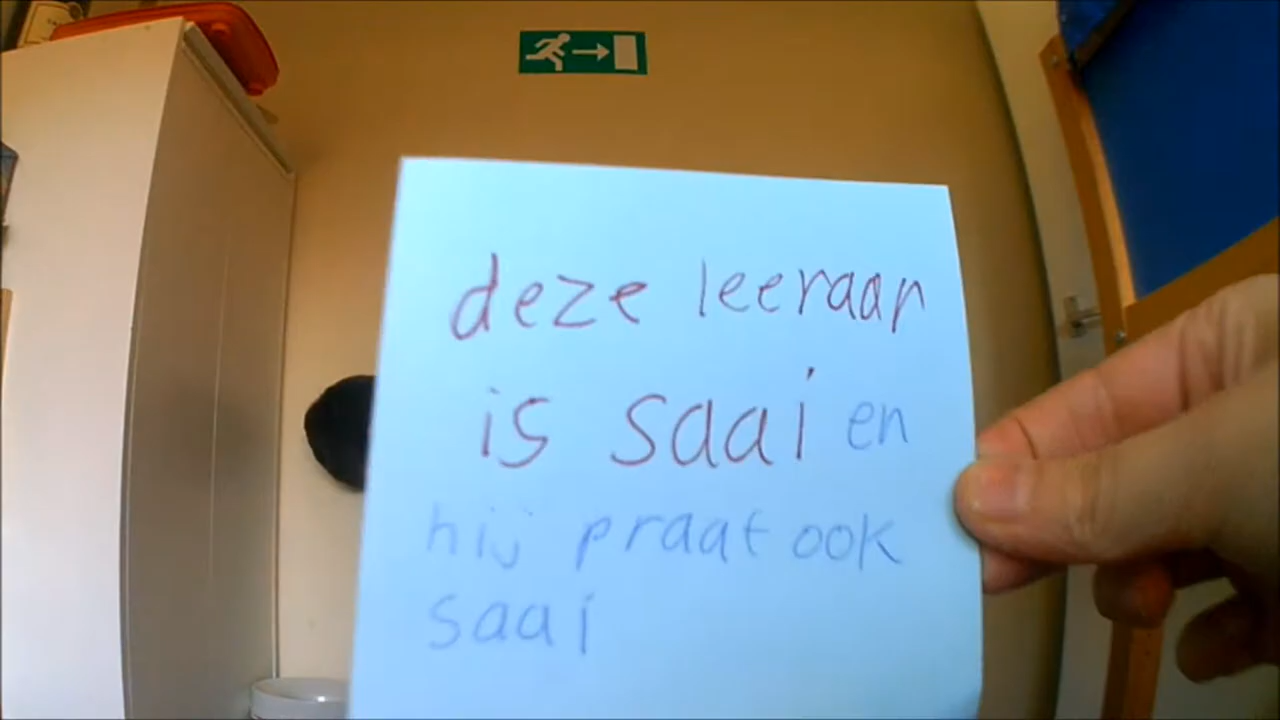 deze leeraar
is saai en
hij praat ook
saai